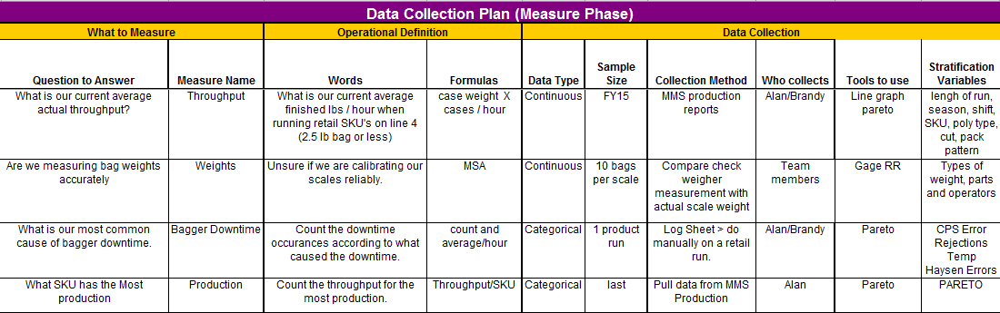 Data Collection Plan (Measure Phase)
What to Measure Operational Definition Data Collection
Question to Answer Measure Name Words Formulas Data Type Sample Size Collection Method Who collects Tools to use Stratification Variables
What is our current average
actual throughput?
Throughput
What is our current average
finished lbs / hour when
running retail SKU's on line 4
(2.5 lb bag or less)
case weight X
cases / hour
Continuous
FY15
MMS production
reports
Alan/Brandy
Line graph
pareto
lengh of run,
season, shift,
SKU, poly type,
cut, pack
pattern
Are we measuring bag weights
accurately
Weights
Unsure if we are calibrating our
scales reliably.
MSA
Continuous
10 bags
per scale
Compare check
weigher
measurement with
actual scale weight
Team
members
Gage RR
Types of
weight, parts
and operators
What is our most common
cause of bagger downtime.
Bagger Downtime
Count the downtime
occurances according to what
caused the downtime.
count and
average/hour
Categorical
1 product
run
Log Sheet > do
manually on a retail
run.
Alan/Brandy
Pareto
CPS Error
Rejections
Temp
Haysen Errors
What SKU has the Most
production
Production
Count the throughput for the
most production.
Throughput/SKU
Categorical
last
Pull data from MMS
Production
Alan
Pareto
PARETO